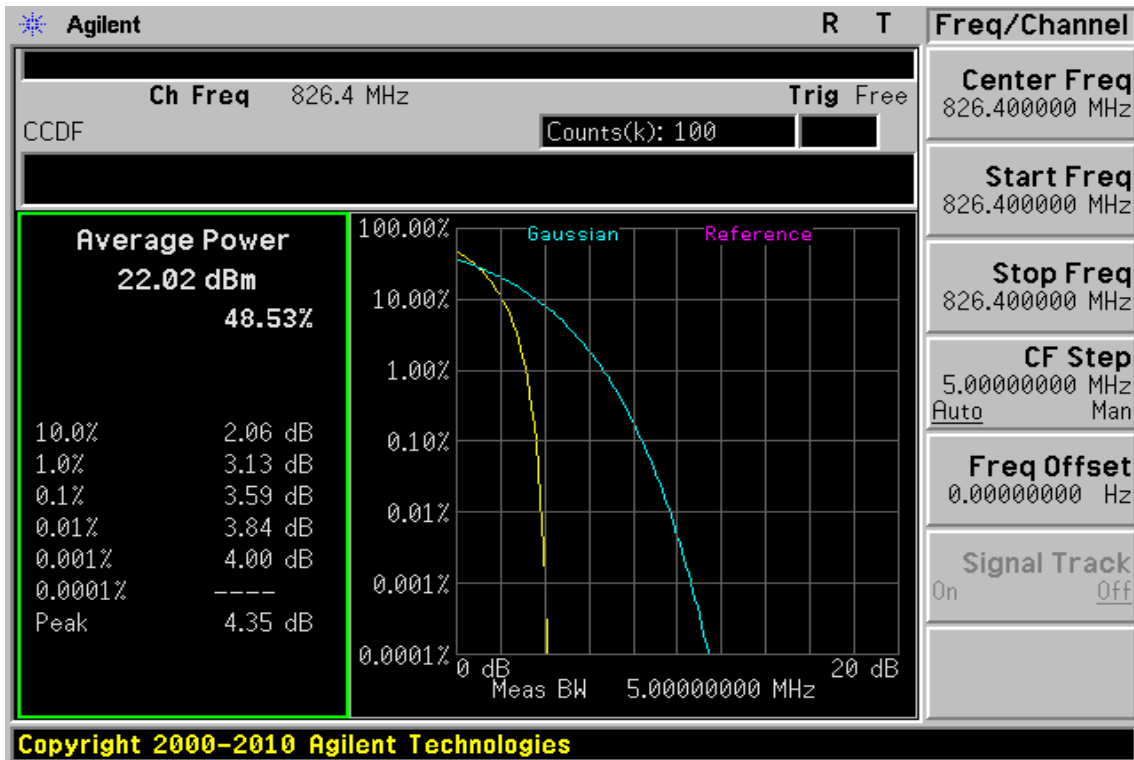 Agilent R T
Ch Freq 826.4 MHz Trig Free
CCDF Counts(k): 100
Average Power
22.02 dBm
48.53%
10.0% 2.06 dB
1.0% 3.13 dB
0.1% 3.59 dB
0.01% 3.84 dB
0.001% 4.00 dB
0.0001% ----
Peak 4.35 dB
Gaussian Reference
100.00%
10.00%
1.00%
0.10%
0.01%
0.001%
0.0001%
0 dB 20 dB
Meas BW 5.00000000 MHz
Freq/Channel
Center Freq
826.400000 MHz
Start Freq
826.400000 MHz
Stop Freq
826.400000 MHz
CF Step
5.00000000 MHz
Auto Man
Freq Offset
0.00000000 Hz
Signal Track
On Off
Copyright 2000-2010 Agilent Technologies